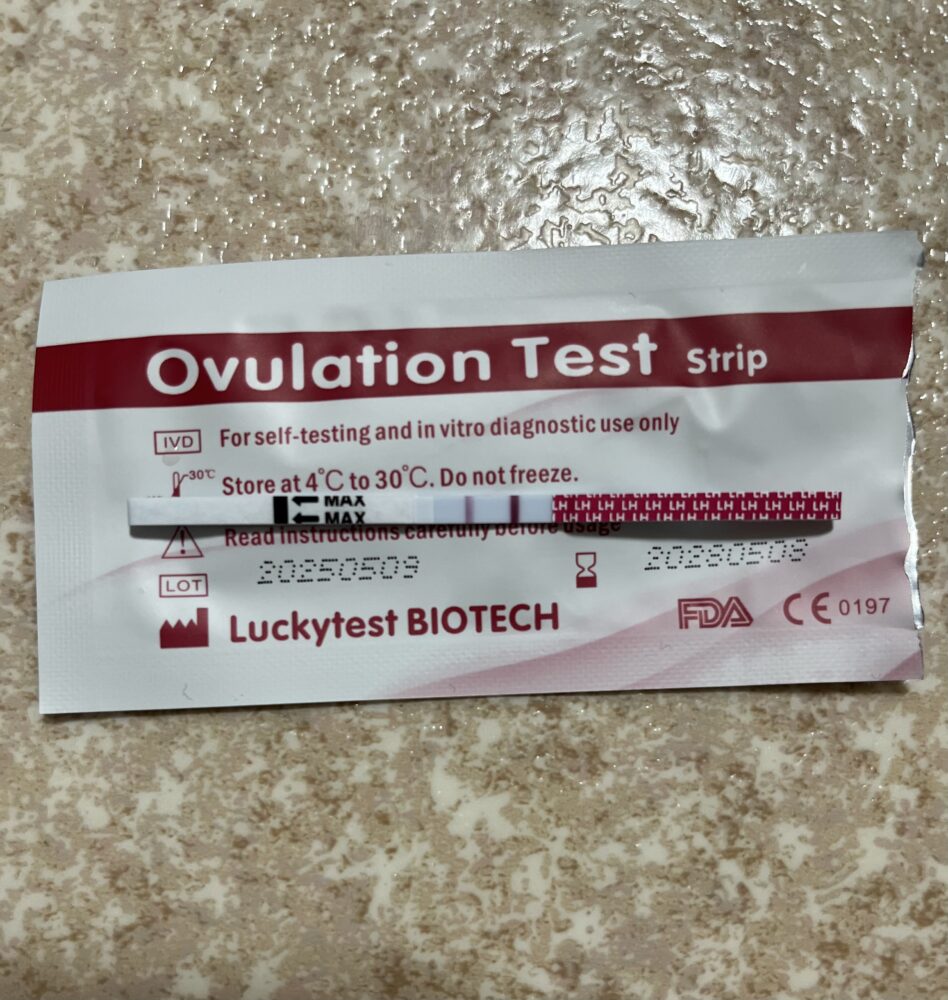 Ovulation Test Strip
IVD For self-testing and in vitro diagnostic use only
30°C Store at 4°C to 30°C. Do not freeze.
MAX
MAX
LH LH LH LH LH LH LH LH LH LH LH
Read instructions carefully before usage
LOT 20250509 20280508
Luckytest BIOTECH FDA CE 0197